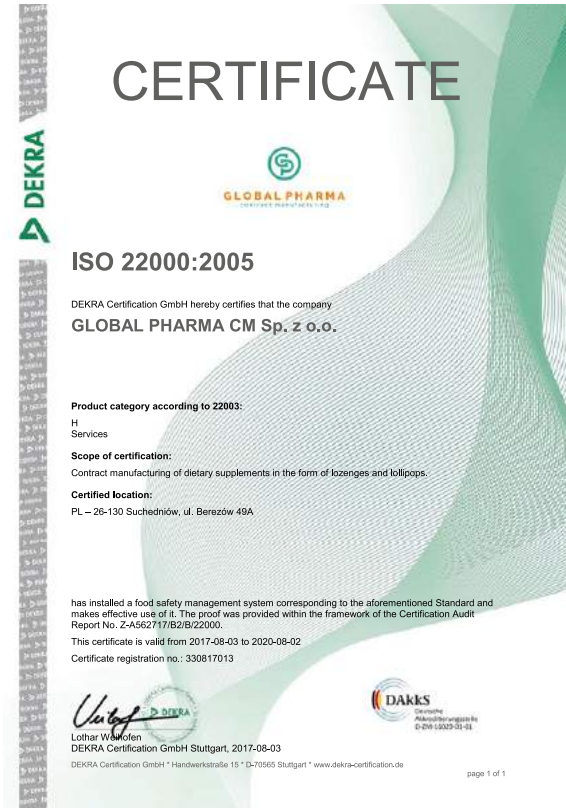 CERTIFICATE
DEKRA
GLOBAL PHARMA
contract manufacturing
ISO 22000:2005
DEKRA Certification GmbH hereby certifies that the company
GLOBAL PHARMA CM Sp. z o.o.
Product category according to 22003:
H
Services
Scope of certification:
Contract manufacturing of dietary supplements in the form of lozenges and lollipops.
Certified location:
PL – 26-130 Suchedniów, ul. Berezów 49A
has installed a food safety management system corresponding to the aforementioned Standard and
makes effective use of it. The proof was provided within the framework of the Certification Audit
Report No. Z-A562717/B2/B/22000.
This certificate is valid from 2017-08-03 to 2020-08-02
Certificate registration no.: 330817013
DEKRA
DAkkS
Deutsche
Akkreditierungsstelle
Lothar Weihofen
DEKRA Certification GmbH Stuttgart, 2017-08-03
DEKRA Certification GmbH * Handwerkstraße 15 * D-70565 Stuttgart * www.dekra-certification.de
page 1 of 1